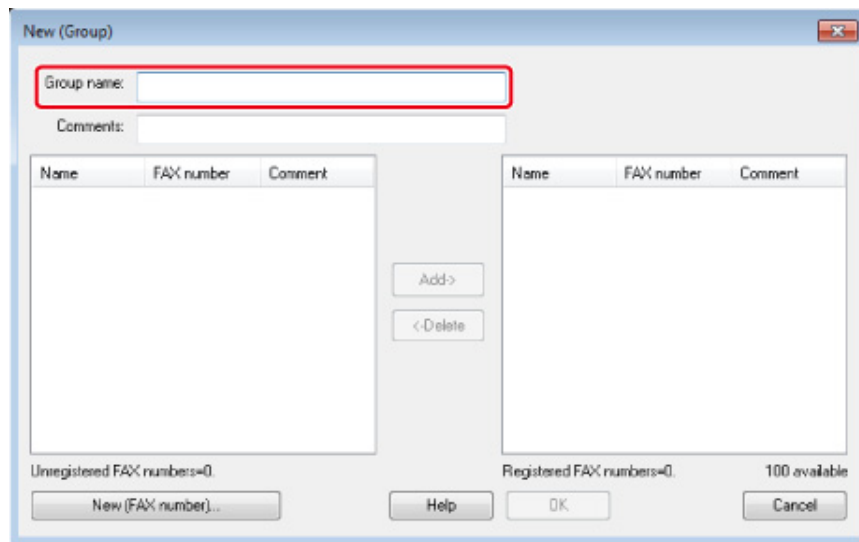 New (Group)
Group name:
Comments:
Name FAX number Comment
Name FAX number Comment
Add->
<-Delete
Unregistered FAX numbers=0.
Registered FAX numbers=0. 100 available
New (FAX number)... Help OK Cancel